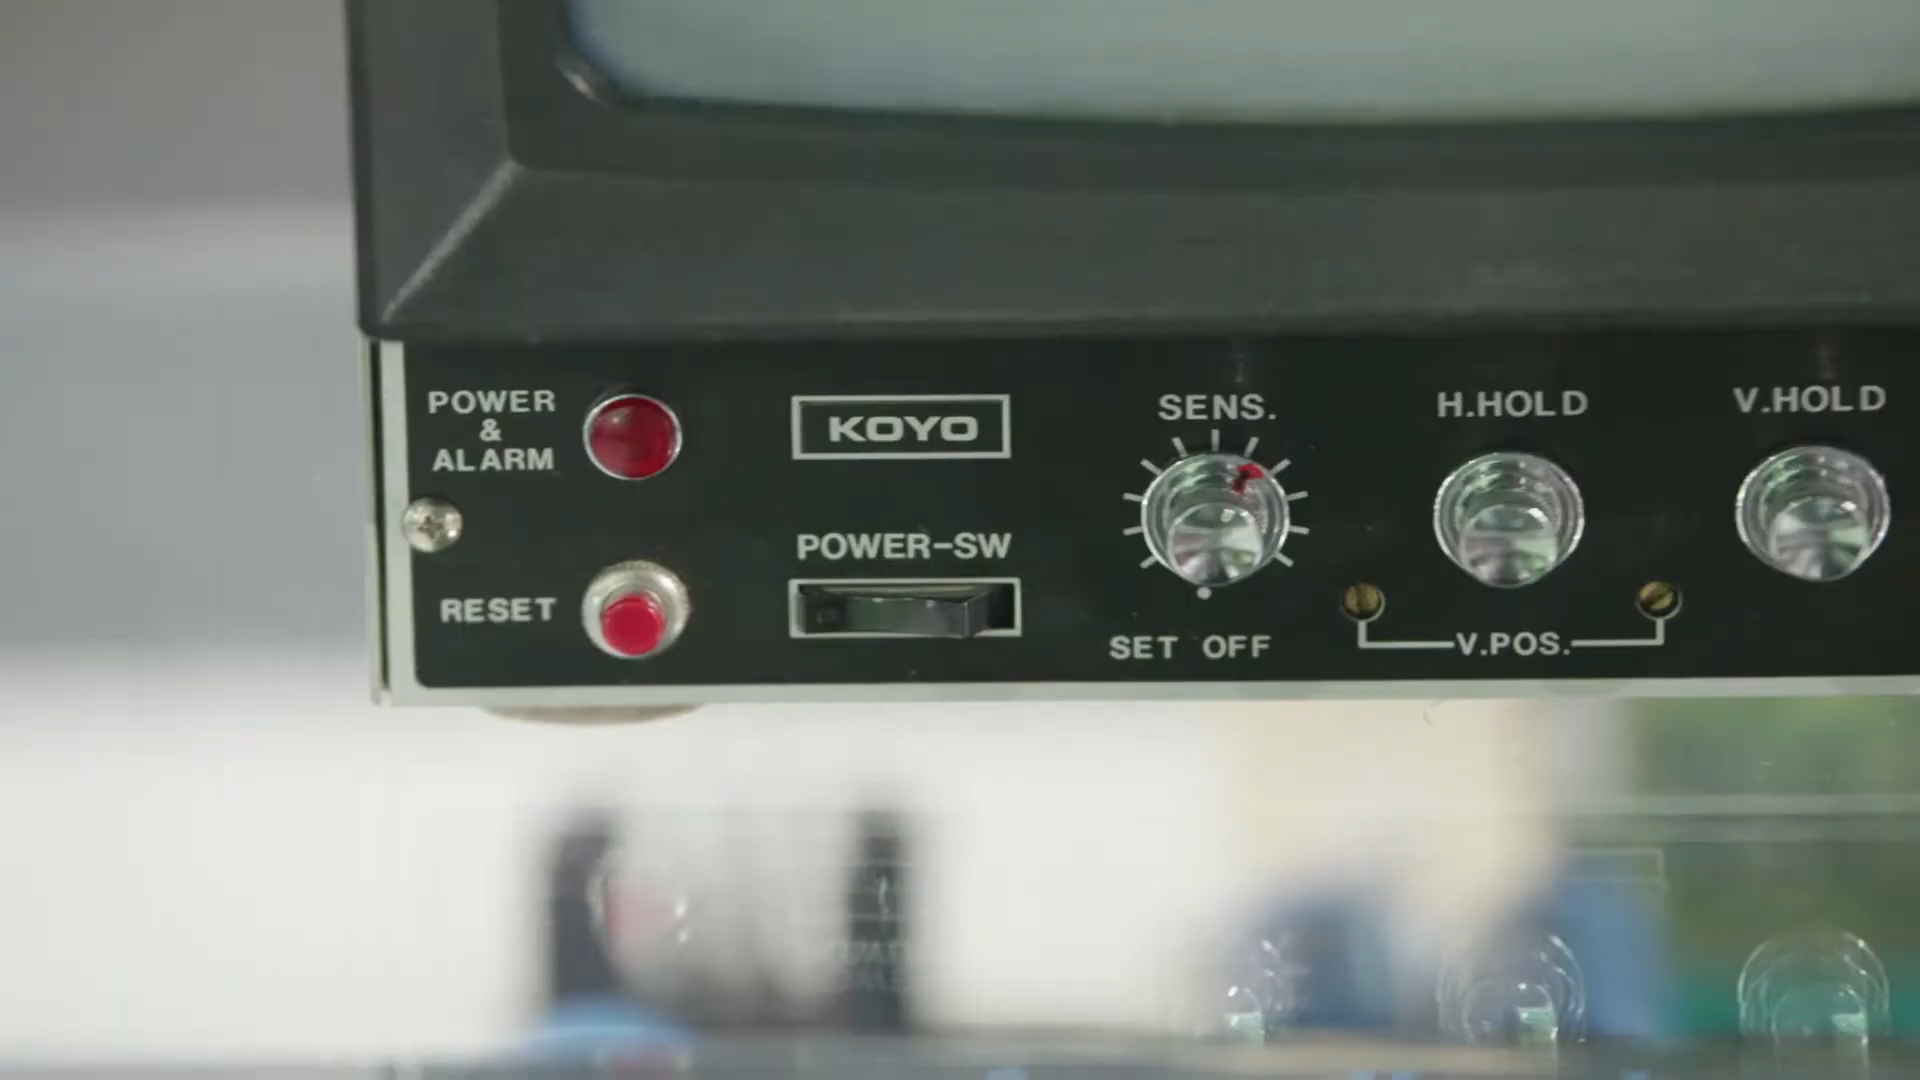 POWER
&
ALARM
KOYO
SENS.
H.HOLD
V.HOLD
POWER-SW
RESET
SET OFF
V.POS.